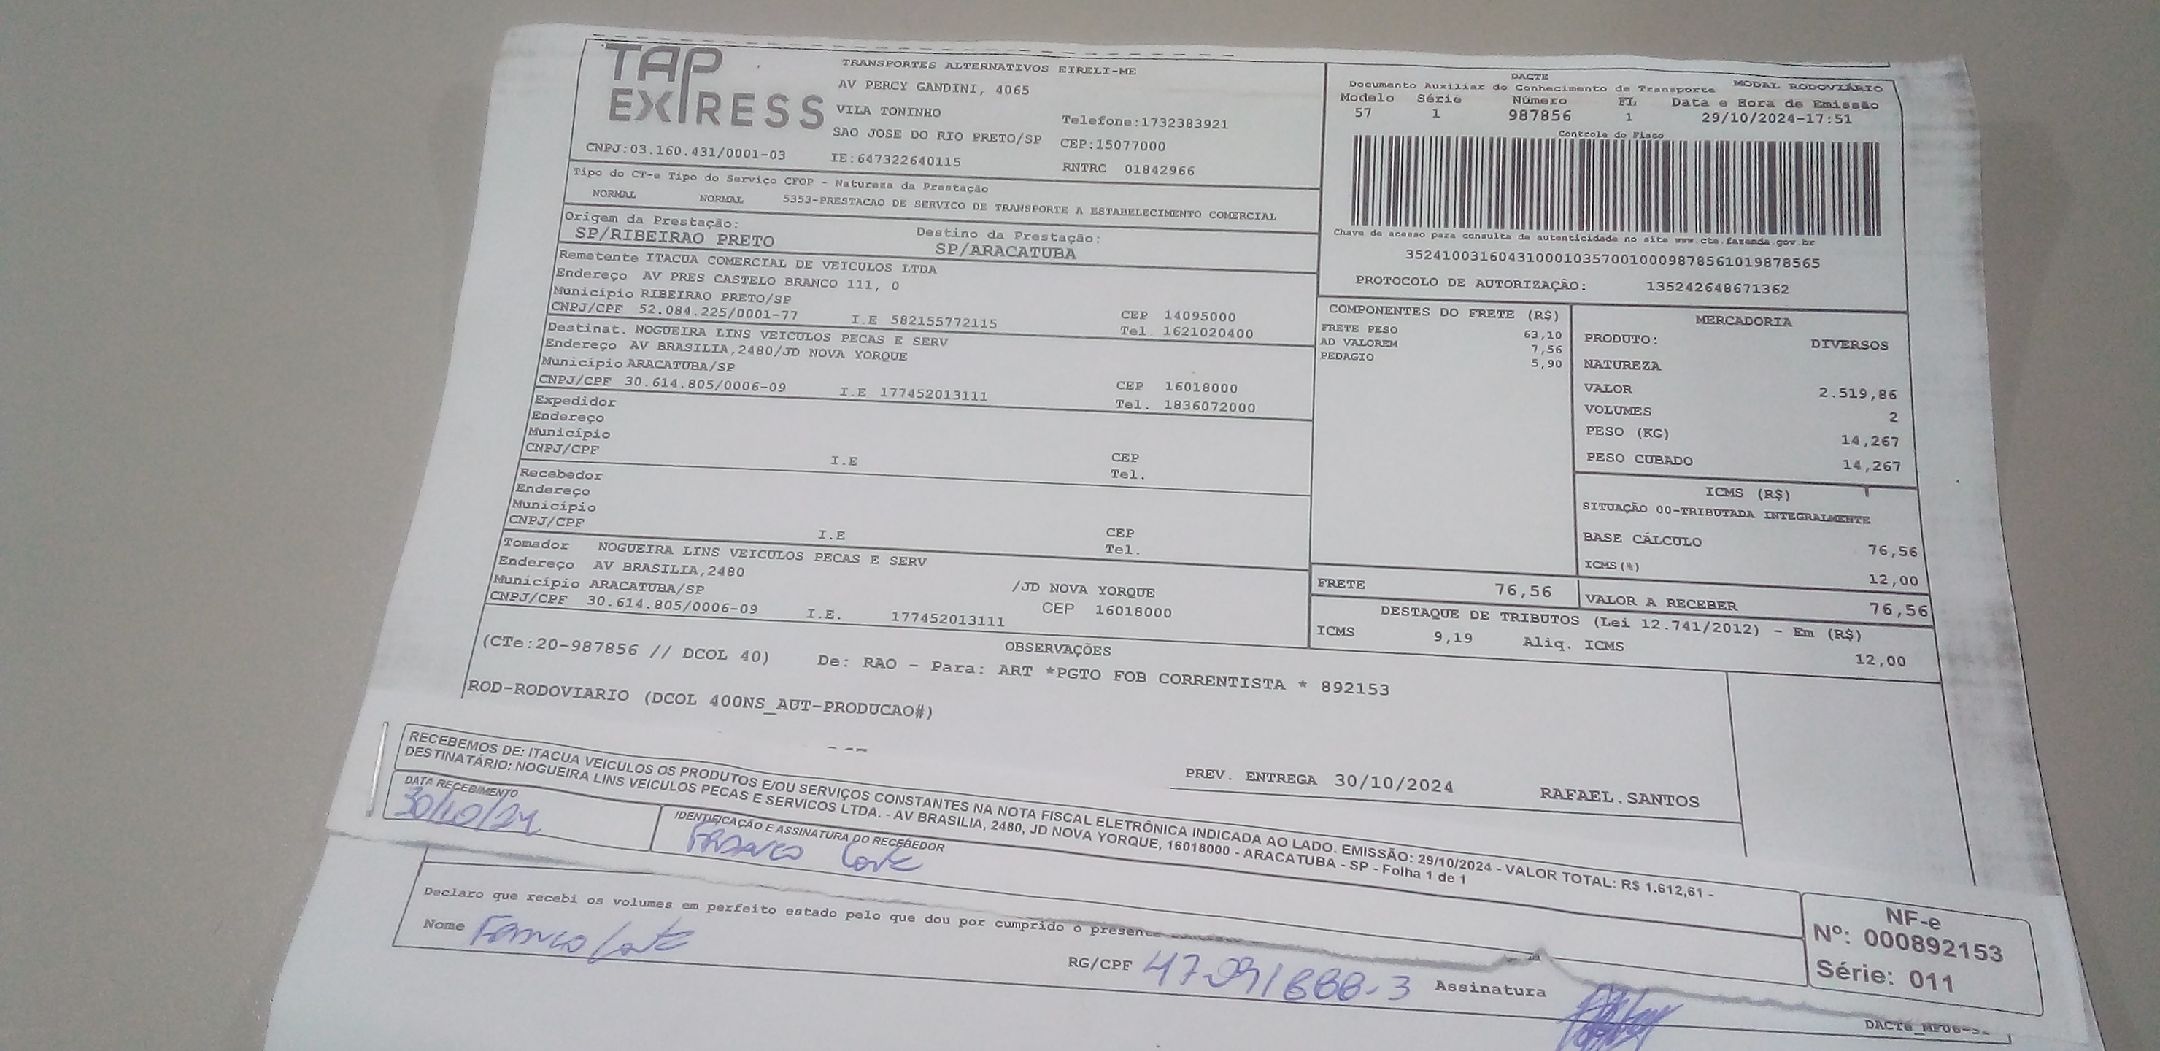 TAP EXPRESS
TRANSPORTES ALTERNATIVOS EIRELI-ME
AV PERCY GANDINI, 4065
VILA TONINHO
SAO JOSE DO RIO PRETO/SP
Telefone:1732383921
CEP:15077000
CNPJ:03.160.431/0001-03 IE:647322640115 RNTRC 01842966
Tipo do CT-e Tipo do Serviço CFOP - Natureza da Prestação
NORMAL NORMAL 5353-PRESTACAO DE SERVICO DE TRANSPORTE A ESTABELECIMENTO COMERCIAL
Origem da Prestação: Destino da Prestação:
SP/RIBEIRAO PRETO SP/ARACATUBA
Remetente ITACUA COMERCIAL DE VEICULOS LTDA
Endereço AV PRES CASTELO BRANCO 111, 0
Município RIBEIRAO PRETO/SP CEP 14095000
CNPJ/CPF 52.084.225/0001-77 I.E 582155772115 Tel. 1621020400
Destinat. NOGUEIRA LINS VEICULOS PECAS E SERV
Endereço AV BRASILIA,2480/JD NOVA YORQUE
Município ARACATUBA/SP CEP 16018000
CNPJ/CPF 30.614.805/0006-09 I.E 177452013111 Tel. 1836072000
Expedidor
Endereço
Município CEP
CNPJ/CPF I.E Tel.
Recebedor
Endereço
Município CEP
CNPJ/CPF I.E Tel.
Tomador NOGUEIRA LINS VEICULOS PECAS E SERV
Endereço AV BRASILIA,2480 /JD NOVA YORQUE
Município ARACATUBA/SP CEP 16018000
CNPJ/CPF 30.614.805/0006-09 I.E. 177452013111
DACTE MODAL RODOVIÁRIO
Documento Auxiliar do Conhecimento de Transporte
Modelo Série Número FL Data e Hora de Emissão
57 1 987856 1 29/10/2024-17:51
Controle do Fisco
Chave de acesso para consulta de autenticidade no site www.cte.fazenda.gov.br
35241003160431000103570010009878561019878565
PROTOCOLO DE AUTORIZAÇÃO: 135242648671362
COMPONENTES DO FRETE (R$)
FRETE PESO 63,10
AD VALOREM 7,56
PEDAGIO 5,90
MERCADORIA
PRODUTO: DIVERSOS
NATUREZA
VALOR 2.519,86
VOLUMES 2
PESO (KG) 14,267
PESO CUBADO 14,267
ICMS (R$)
SITUAÇÃO 00-TRIBUTADA INTEGRALMENTE
BASE CÁLCULO 76,56
ICMS(%) 12,00
FRETE 76,56 VALOR A RECEBER 76,56
DESTAQUE DE TRIBUTOS (Lei 12.741/2012) - Em (R$)
ICMS 9,19 Aliq. ICMS 12,00
OBSERVAÇÕES
(CTe:20-987856 // DCOL 40) De: RAO - Para: ART *PGTO FOB CORRENTISTA * 892153
ROD-RODOVIARIO (DCOL 400NS_AUT-PRODUCAO#)
PREV. ENTREGA 30/10/2024 RAFAEL.SANTOS
RECEBEMOS DE: ITACUA VEICULOS OS PRODUTOS E/OU SERVIÇOS CONSTANTES NA NOTA FISCAL ELETRÔNICA INDICADA AO LADO. EMISSÃO: 29/10/2024 - VALOR TOTAL: R$ 1.612,61 -
DESTINATÁRIO: NOGUEIRA LINS VEICULOS PECAS E SERVICOS LTDA. - AV BRASILIA, 2480, JD NOVA YORQUE, 16018000 - ARACATUBA - SP - Folha 1 de 1
DATA RECEBIMENTO IDENTIFICAÇÃO E ASSINATURA DO RECEBEDOR
30/10/24
NF-e
Nº: 000892153
Série: 011
Declaro que recebi os volumes em perfeito estado pelo que dou por cumprido o presente
Nome RG/CPF Assinatura